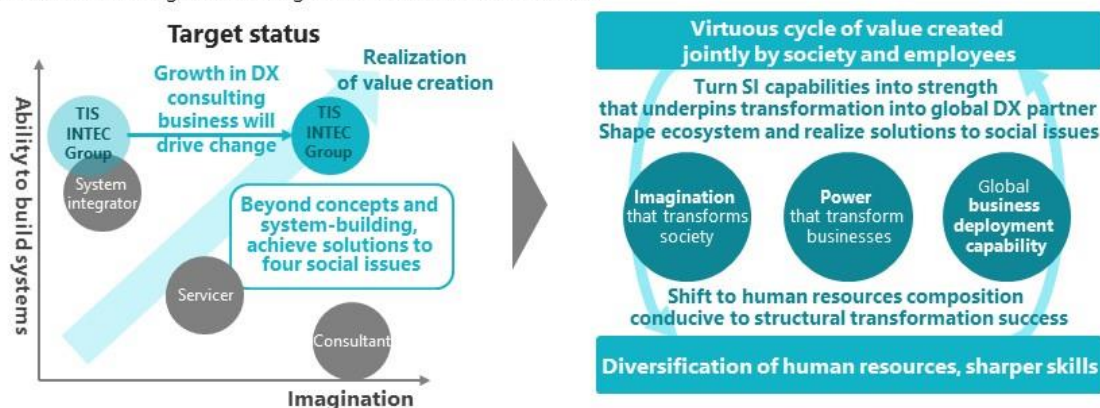 Target status
Realization
of value creation
Growth in DX
consulting
business will
drive change
TIS
INTEC
Group
TIS
INTEC
Group
System
integrator
Beyond concepts and
system-building,
achieve solutions to
four social issues
Servicer
Consultant
Ability to build systems
Imagination
Virtuous cycle of value created
jointly by society and employees
Turn SI capabilities into strength
that underpins transformation into global DX partner
Shape ecosystem and realize solutions to social issues
Imagination
that transforms
society
Power
that transform
businesses
Global
business
deployment
capability
Shift to human resources composition
conducive to structural transformation success
Diversification of human resources, sharper skills